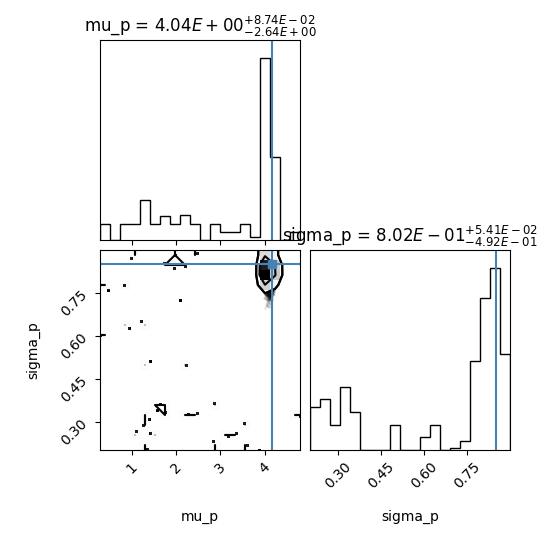 mu_p = 4.04E+00+8.74E−02−2.64E+00
sigma_p = 8.02E−01+5.41E−02−4.92E−01
sigma_p
0.75
0.60
0.45
0.30
1 2 3 4
0.30 0.45 0.60 0.75
mu_p
sigma_p